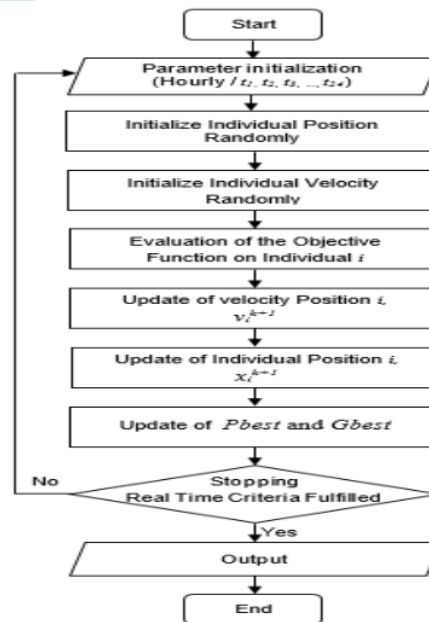 Start
Parameter initialization
(Hourly / t1, t2, t3, ..., t24)
Initialize Individual Position
Randomly
Initialize Individual Velocity
Randomly
Evaluation of the Objective
Function on Individual i
Update of velocity Position i,
vi^k+1
Update of Individual Position i,
xi^k+1
Update of Pbest and Gbest
No
Stopping
Real Time Criteria Fulfilled
Yes
Output
End